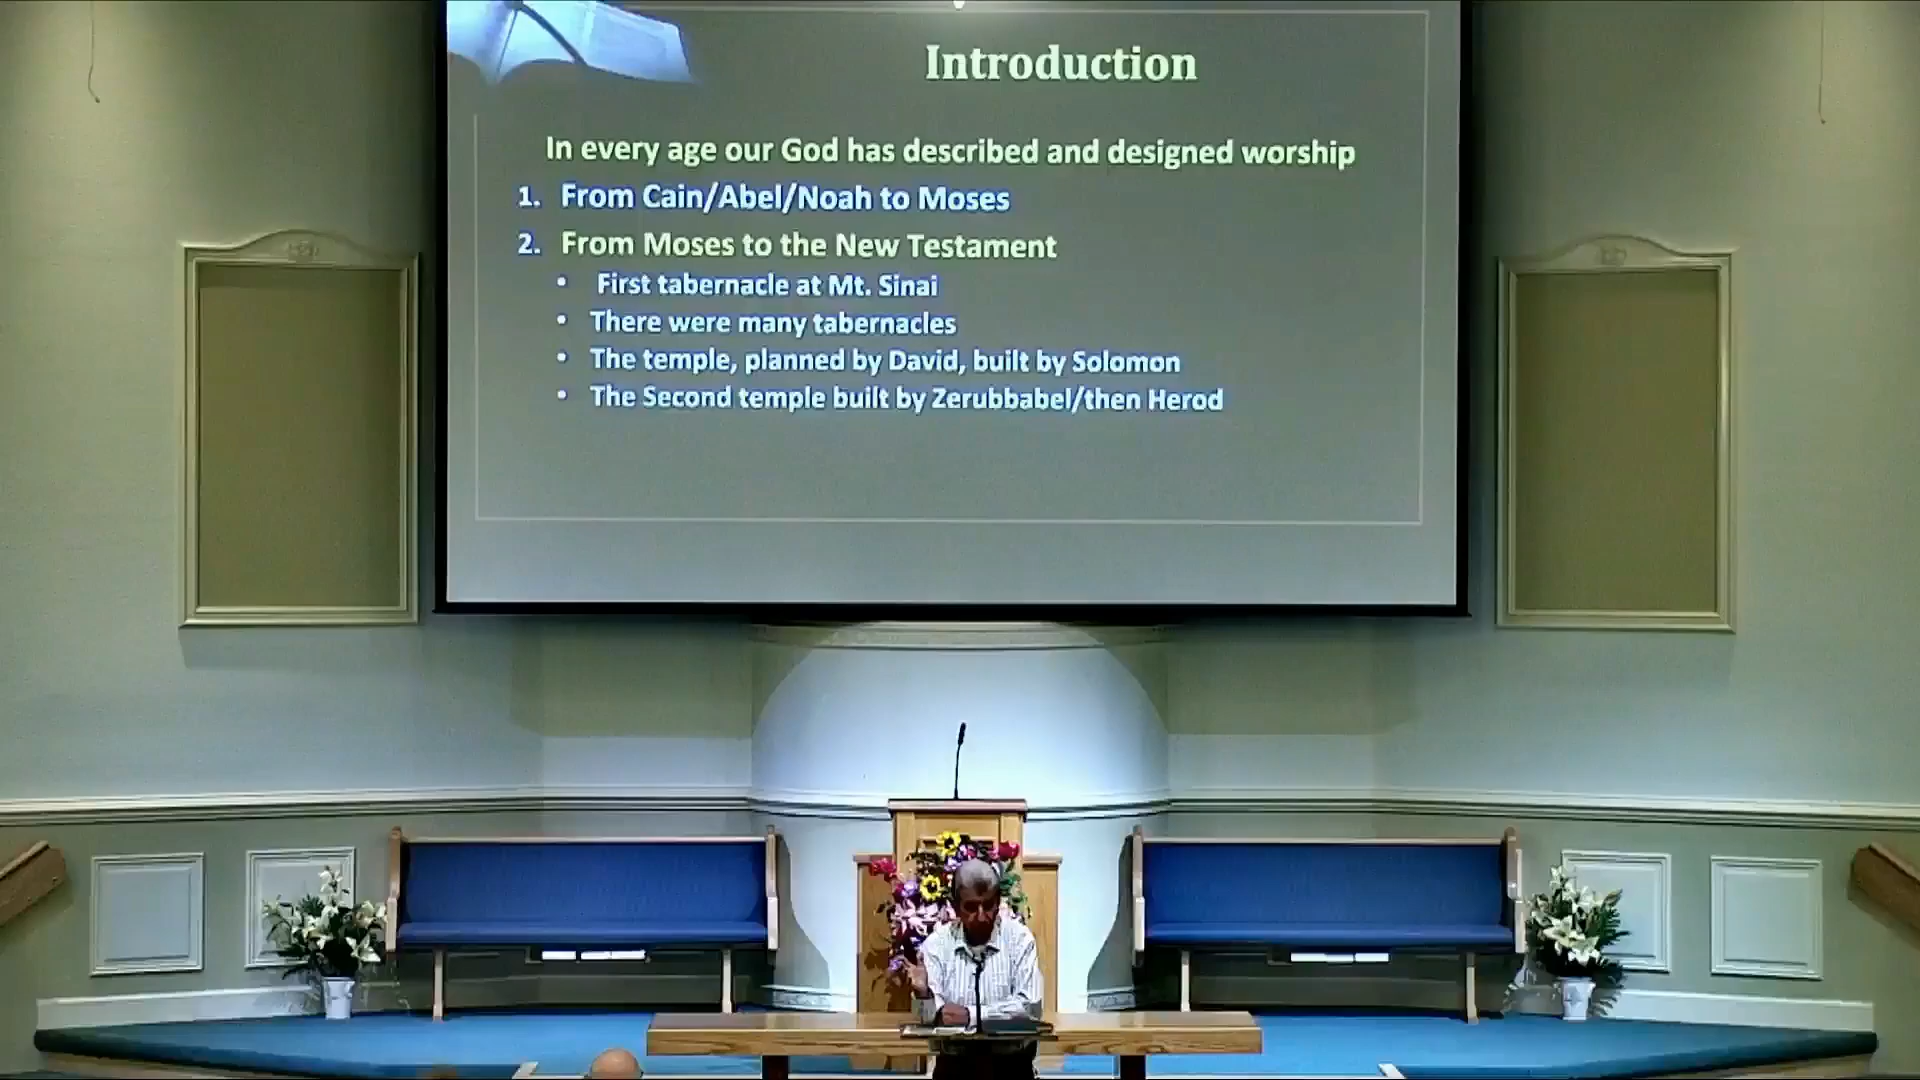 Introduction
In every age our God has described and designed worship
1. From Cain/Abel/Noah to Moses
2. From Moses to the New Testament
• First tabernacle at Mt. Sinai
• There were many tabernacles
• The temple, planned by David, built by Solomon
• The Second temple built by Zerubbabel/then Herod